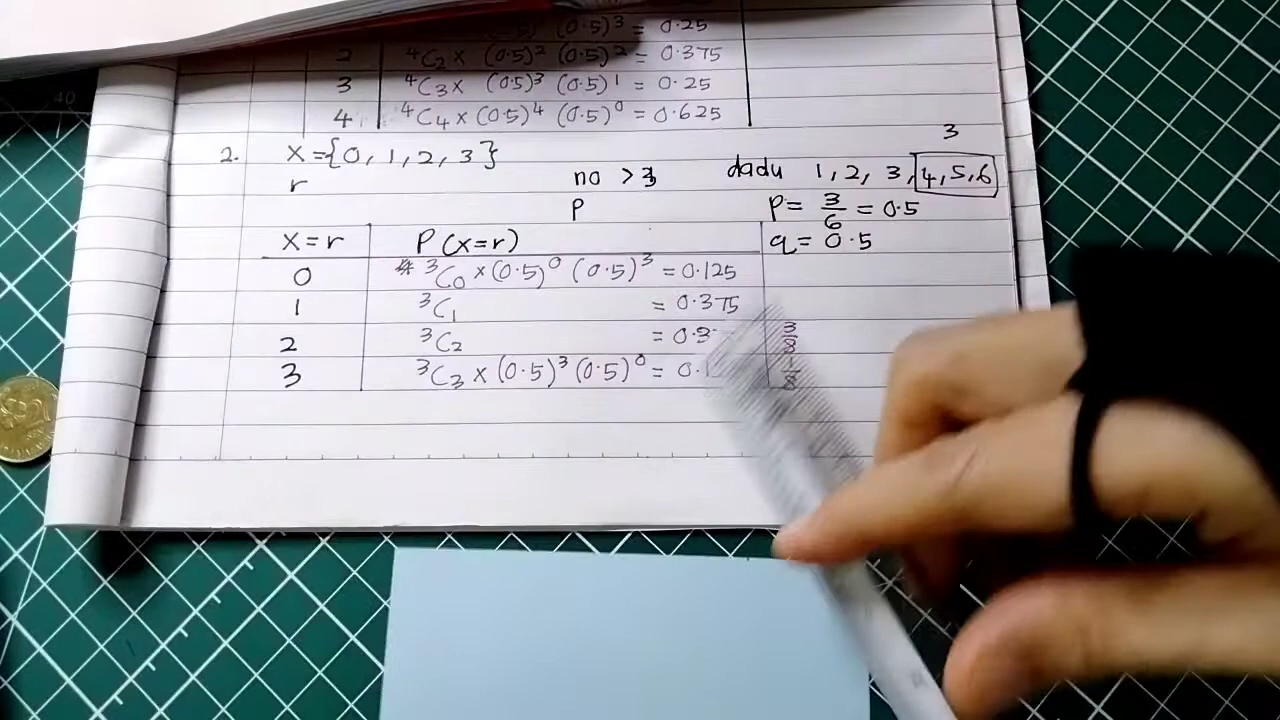 )³ = 0.25
2 ⁴C₂ x (0.5)² (0.5)² = 0.375
3 ⁴C₃ x (0.5)³ (0.5)¹ = 0.25
4 ⁴C₄ x (0.5)⁴ (0.5)⁰ = 0.625
3
2. X = {0, 1, 2, 3}
r
no >
dadu 1, 2, 3, 4, 5, 6
P
P = 3/6 = 0.5
X = r P(X=r) q = 0.5
0 ³C₀ x (0.5)⁰ (0.5)³ = 0.125
1 ³C₁ = 0.375
2 ³C₂ = 0.3 3/8
3 ³C₃ x (0.5)³ (0.5)⁰ = 0.1 1/8